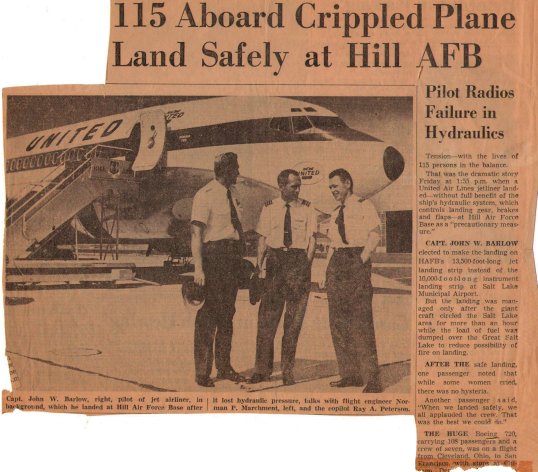 115 Aboard Crippled Plane
Land Safely at Hill AFB
UNITED
UNITED
Capt. John W. Barlow, right, pilot of jet airliner, in
background, which he landed at Hill Air Force Base after
it lost hydraulic pressure, talks with flight engineer Nor-
man P. Marchment, left, and the copilot Ray A. Peterson.
Pilot Radios
Failure in
Hydraulics
Tension—with the lives of
115 persons in the balance.
That was the dramatic story
Friday at 1:55 p.m. when a
United Air Lines jetliner land-
ed—without full benefit of the
ship's hydraulic system, which
controls landing gear, brakes
and flaps—at Hill Air Force
Base as a "precautionary meas-
ure."
CAPT. JOHN W. BARLOW
elected to make the landing on
HAFB's 13,500-foot-long jet
landing strip instead of the
10,000-foot-long instrument
landing strip at Salt Lake
Municipal Airport.
But the landing was man-
aged only after the giant
craft circled the Salt Lake
area for more than an hour
while the load of fuel was
dumped over the Great Salt
Lake to reduce possibility of
fire on landing.
AFTER THE safe landing,
one passenger noted that
while some women cried,
there was no hysteria.
Another passenger said,
"When we landed safely, we
all applauded the crew. That
was the best we could do."
THE HUGE Boeing 720,
carrying 108 passengers and a
crew of seven, was on a flight
from Cleveland, Ohio, to San
Francisco, with stops at